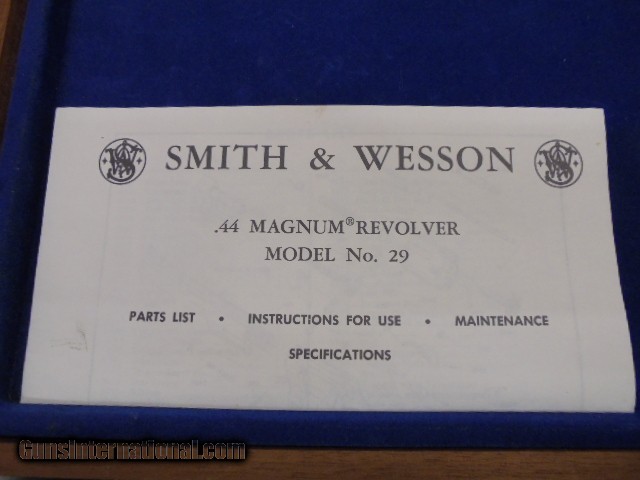 SMITH & WESSON
.44 MAGNUM® REVOLVER
MODEL No. 29
PARTS LIST • INSTRUCTIONS FOR USE • MAINTENANCE
SPECIFICATIONS
GunsInternational.com